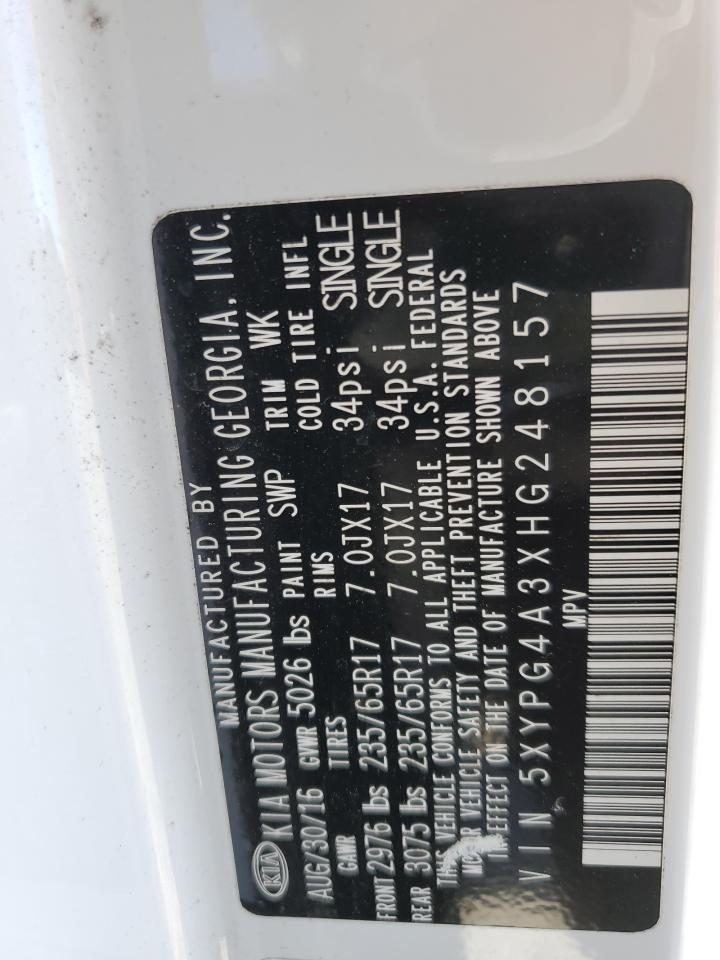 MANUFACTURED BY
KIA KIA MOTORS MANUFACTURING GEORGIA, INC.
AUG/30/16 GVWR 5026 lbs PAINT SWP TRIM WK
GAWR TIRES RIMS COLD TIRE INFL
FRONT 2976 lbs 235/65R17 7.0JX17 34psi SINGLE
REAR 3075 lbs 235/65R17 7.0JX17 34psi SINGLE
THIS VEHICLE CONFORMS TO ALL APPLICABLE U.S.A. FEDERAL
MOTOR VEHICLE SAFETY AND THEFT PREVENTION STANDARDS
IN EFFECT ON THE DATE OF MANUFACTURE SHOWN ABOVE
VIN 5XYPG4A3XHG248157
MPV